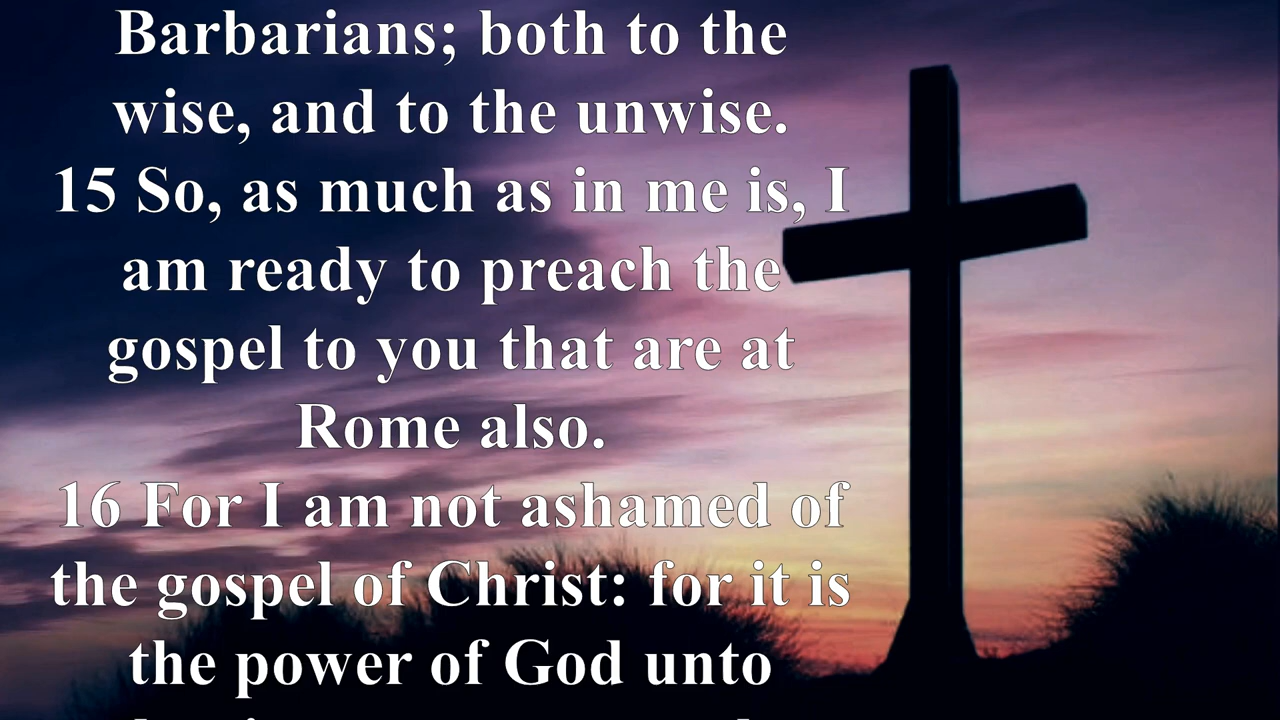 Barbarians; both to the
wise, and to the unwise.
15 So, as much as in me is, I
am ready to preach the
gospel to you that are at
Rome also.
16 For I am not ashamed of
the gospel of Christ: for it is
the power of God unto